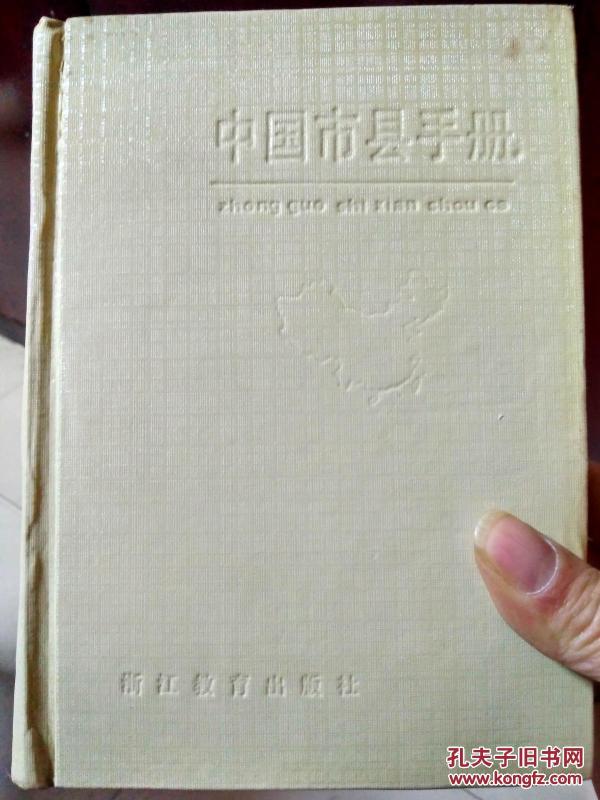 中国市县手册
zhong guo shi xian shou ce
浙江教育出版社
孔夫子旧书网
www.kongfz.com